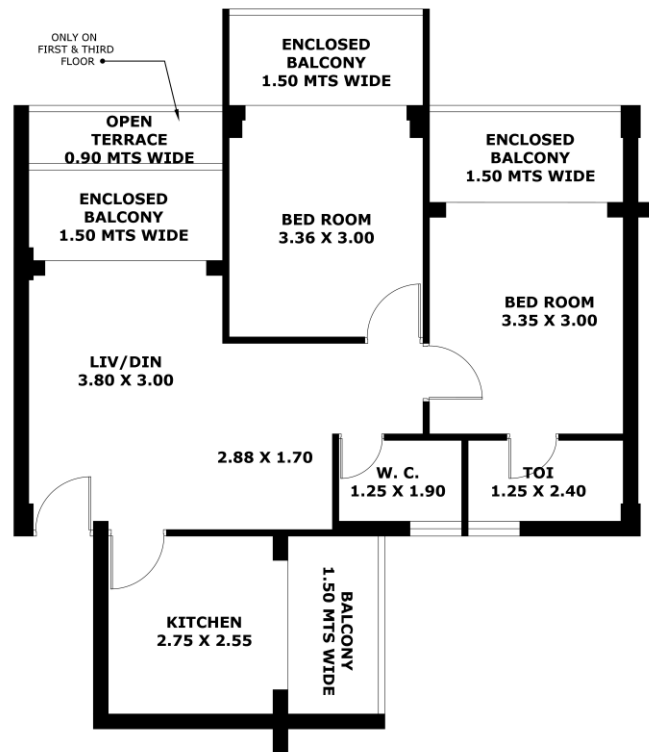 ONLY ON
FIRST & THIRD
FLOOR
ENCLOSED
BALCONY
1.50 MTS WIDE
OPEN
TERRACE
0.90 MTS WIDE
ENCLOSED
BALCONY
1.50 MTS WIDE
ENCLOSED
BALCONY
1.50 MTS WIDE
BED ROOM
3.36 X 3.00
BED ROOM
3.35 X 3.00
LIV/DIN
3.80 X 3.00
2.88 X 1.70
W. C.
1.25 X 1.90
TOI
1.25 X 2.40
KITCHEN
2.75 X 2.55
BALCONY
1.50 MTS WIDE